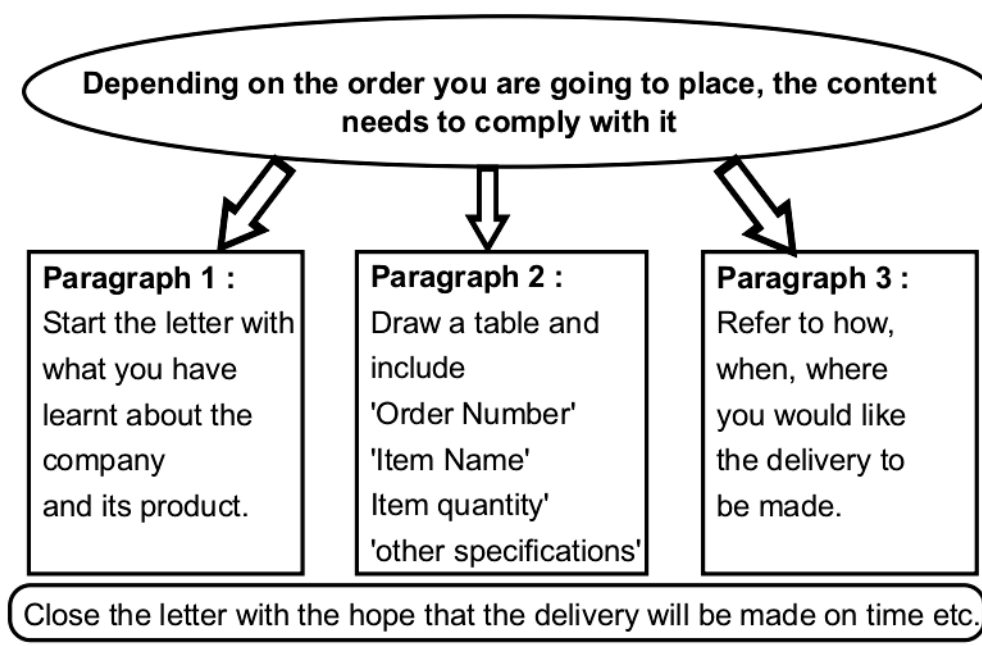 Depending on the order you are going to place, the content
needs to comply with it
Paragraph 1 :
Start the letter with
what you have
learnt about the
company
and its product.
Paragraph 2 :
Draw a table and
include
'Order Number'
'Item Name'
Item quantity'
'other specifications'
Paragraph 3 :
Refer to how,
when, where
you would like
the delivery to
be made.
Close the letter with the hope that the delivery will be made on time etc.